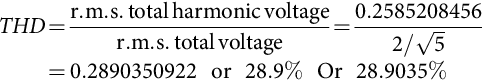 THD = r.m.s. total harmonic voltage / r.m.s. total voltage = 0.2585208456 / 2/√5
= 0.2890350922 or 28.9% Or 28.9035%